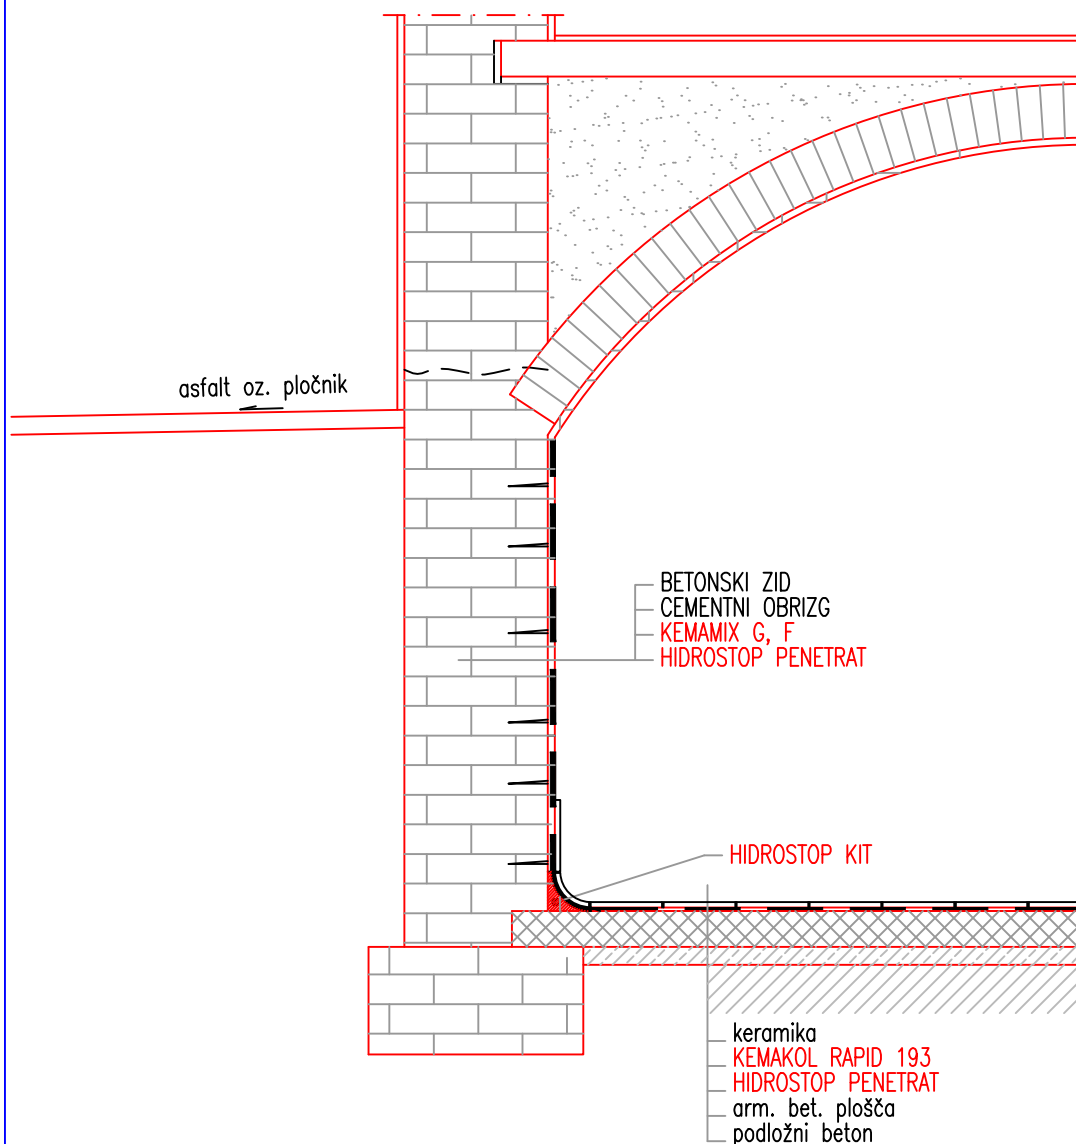 asfalt oz. pločnik
BETONSKI ZID
CEMENTNI OBRIZG
KEMAMIX G, F
HIDROSTOP PENETRAT
HIDROSTOP KIT
keramika
KEMAKOL RAPID 193
HIDROSTOP PENETRAT
arm. bet. plošča
podložni beton